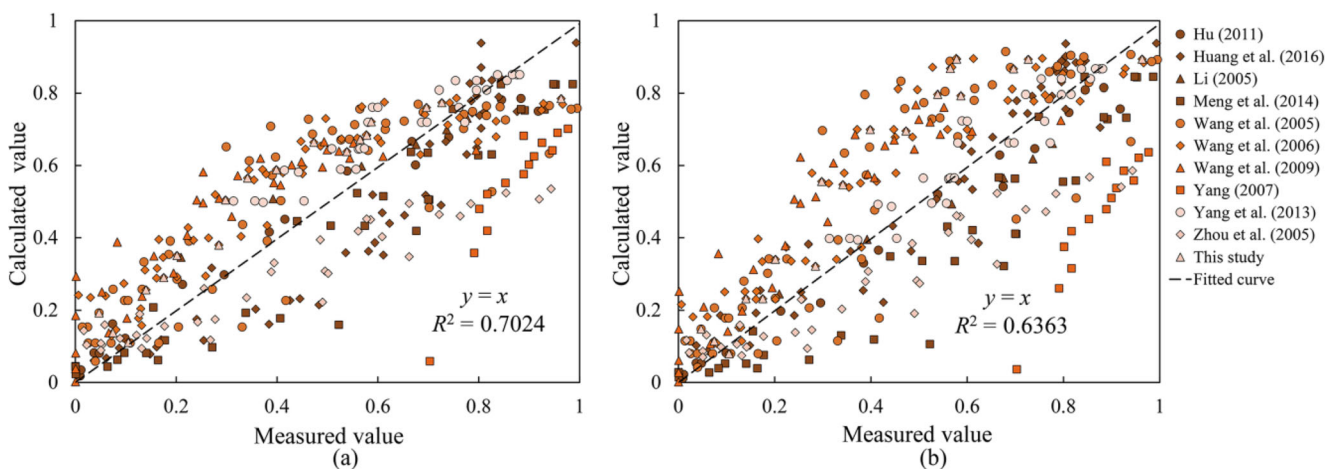 1
0.8
0.6
0.4
0.2
0
Calculated value
0
0.2
0.4
0.6
0.8
1
Measured value
y = x
R² = 0.7024
(a)
1
0.8
0.6
0.4
0.2
0
Calculated value
0
0.2
0.4
0.6
0.8
1
Measured value
y = x
R² = 0.6363
(b)
Hu (2011)
Huang et al. (2016)
Li (2005)
Meng et al. (2014)
Wang et al. (2005)
Wang et al. (2006)
Wang et al. (2009)
Yang (2007)
Yang et al. (2013)
Zhou et al. (2005)
This study
Fitted curve